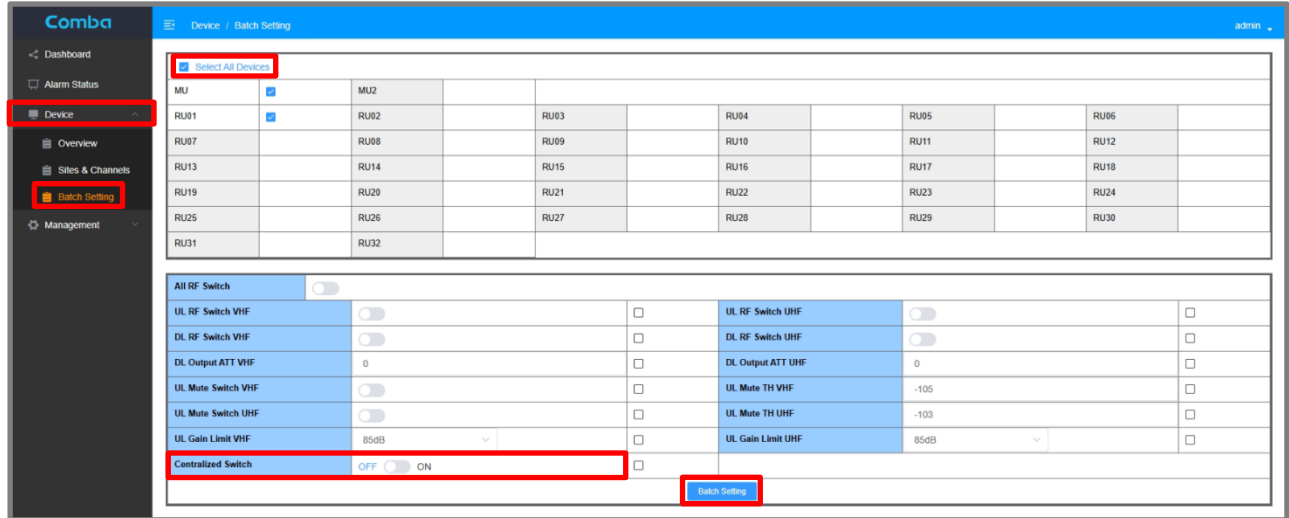 Comba
Device / Batch Setting
admin
Dashboard
Alarm Status
Device
Overview
Sites & Channels
Batch Setting
Management
Select All Devices
MU MU2
RU01 RU02 RU03 RU04 RU05 RU06
RU07 RU08 RU09 RU10 RU11 RU12
RU13 RU14 RU15 RU16 RU17 RU18
RU19 RU20 RU21 RU22 RU23 RU24
RU25 RU26 RU27 RU28 RU29 RU30
RU31 RU32
All RF Switch
UL RF Switch VHF UL RF Switch UHF
DL RF Switch VHF DL RF Switch UHF
DL Output ATT VHF 0 DL Output ATT UHF 0
UL Mute Switch VHF UL Mute TH VHF -105
UL Mute Switch UHF UL Mute TH UHF -103
UL Gain Limit VHF 85dB UL Gain Limit UHF 85dB
Centralized Switch OFF ON
Batch Setting